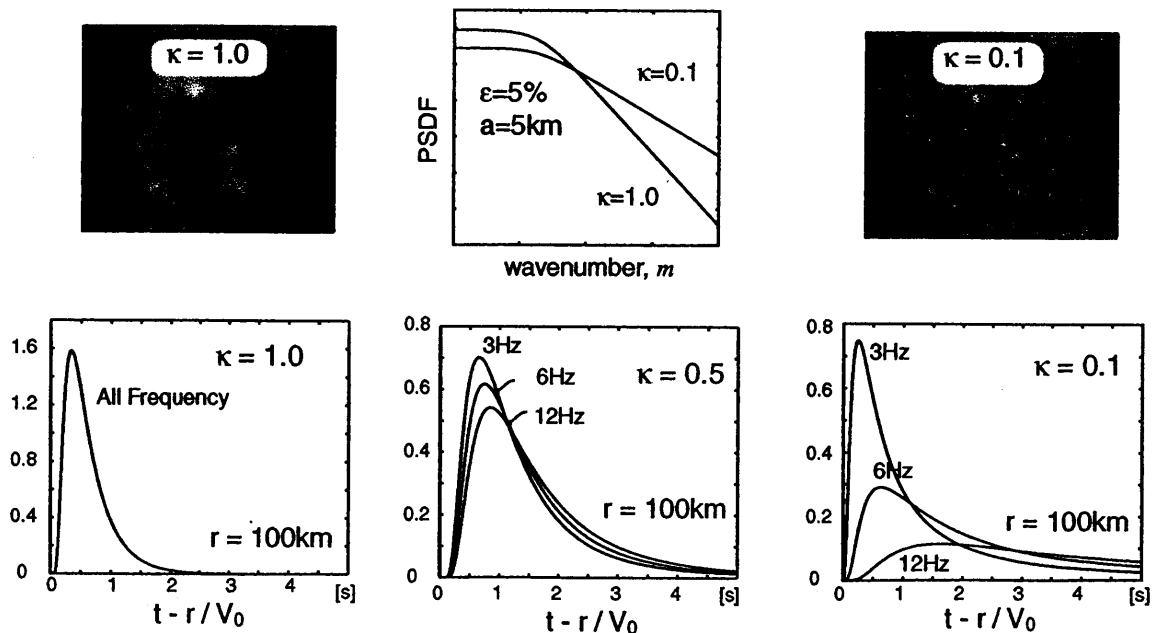 κ = 1.0
PSDF
ε=5%
a=5km
κ=0.1
κ=1.0
wavenumber, m
κ = 0.1
1.6
1.2
0.8
0.4
0
0 1 2 3 4 [s]
κ = 1.0
All Frequency
r = 100km
t - r / V0
0.8
0.6
0.4
0.2
0
0 1 2 3 4 [s]
3Hz
6Hz
12Hz
κ = 0.5
r = 100km
t - r / V0
0.8
0.6
0.4
0.2
0
0 1 2 3 4 [s]
3Hz
κ = 0.1
6Hz
r = 100km
12Hz
t - r / V0